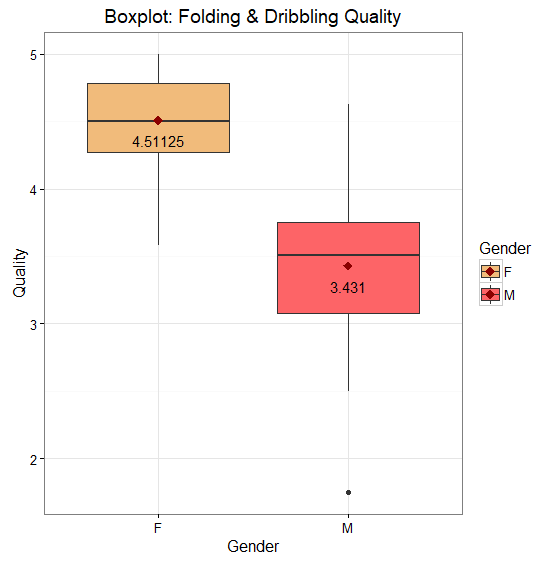 Boxplot: Folding & Dribbling Quality
5
4
3
2
Quality
4.51125
3.431
F
M
Gender
Gender
F
M